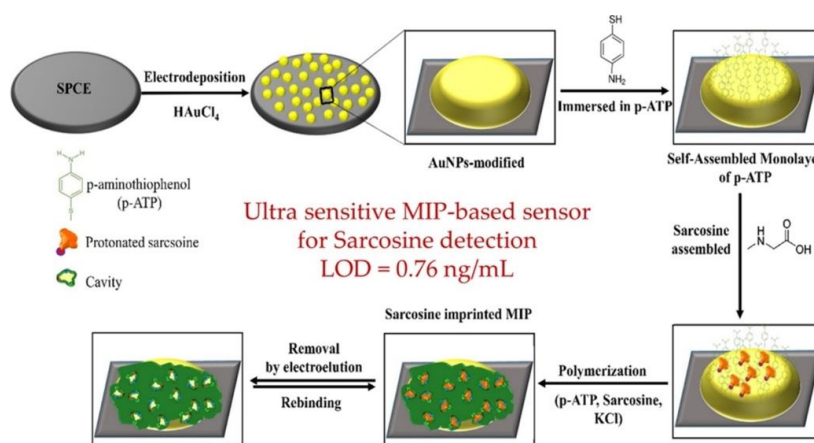 SPCE
Electrodeposition
HAuCl4
AuNPs-modified
SH
NH2
Immersed in p-ATP
Self-Assembled Monolaye
of p-ATP
H H
N
p-aminothiophenol
(p-ATP)
Protonated sarcsoine
Cavity
Ultra sensitive MIP-based sensor
for Sarcosine detection
LOD = 0.76 ng/mL
Sarcosine
assembled
H
N
O
OH
Sarcosine imprinted MIP
Removal
by electroelution
Rebinding
Polymerization
(p-ATP, Sarcosine,
KCl)